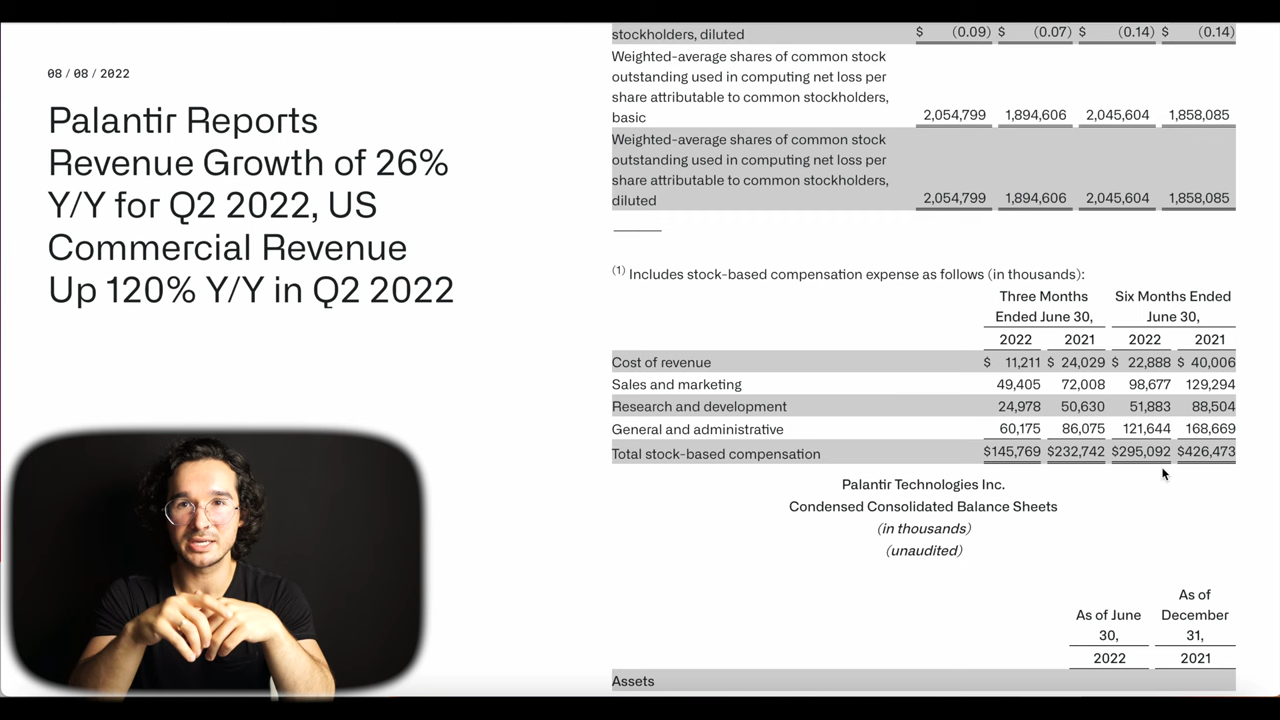 08 / 08 / 2022
Palantir Reports
Revenue Growth of 26%
Y/Y for Q2 2022, US
Commercial Revenue
Up 120% Y/Y in Q2 2022
stockholders, diluted $ (0.09) $ (0.07) $ (0.14) $ (0.14)
Weighted-average shares of common stock
outstanding used in computing net loss per
share attributable to common stockholders,
basic 2,054,799 1,894,606 2,045,604 1,858,085
Weighted-average shares of common stock
outstanding used in computing net loss per
share attributable to common stockholders,
diluted 2,054,799 1,894,606 2,045,604 1,858,085
(1) Includes stock-based compensation expense as follows (in thousands):
Three Months Six Months Ended
Ended June 30, June 30,
2022 2021 2022 2021
Cost of revenue $ 11,211 $ 24,029 $ 22,888 $ 40,006
Sales and marketing 49,405 72,008 98,677 129,294
Research and development 24,978 50,630 51,883 88,504
General and administrative 60,175 86,075 121,644 168,669
Total stock-based compensation $145,769 $232,742 $295,092 $426,473
Palantir Technologies Inc.
Condensed Consolidated Balance Sheets
(in thousands)
(unaudited)
As of
As of June December
30, 31,
2022 2021
Assets